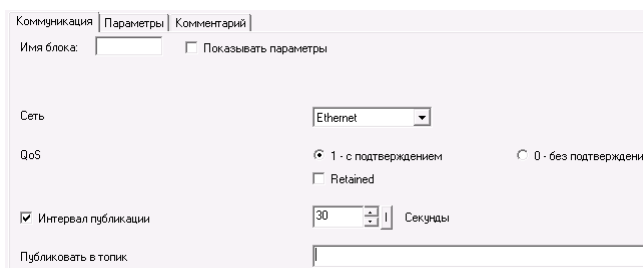 Коммуникация Параметры Комментарий
Имя блока: Показывать параметры
Сеть Ethernet
QoS 1 - с подтверждением 0 - без подтверждени
Retained
Интервал публикации 30 Секунды
Публиковать в топик